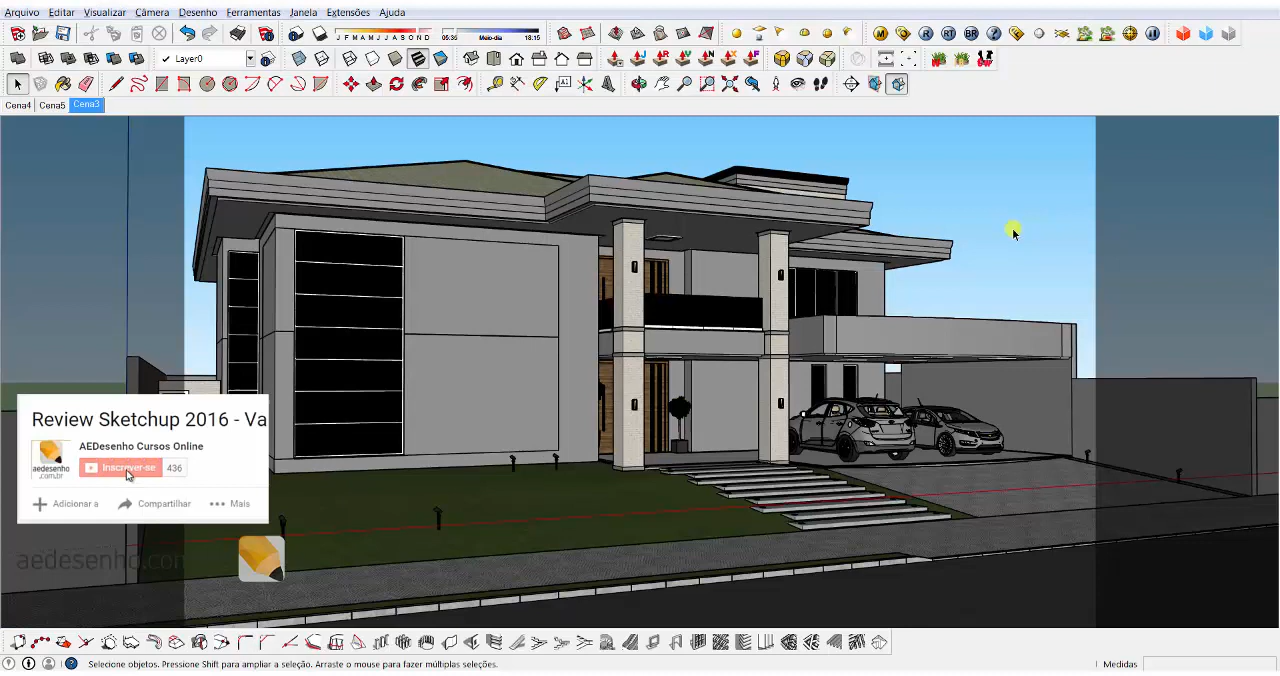 Arquivo Editar Visualizar Câmera Desenho Ferramentas Janela Extensões Ajuda
J F M A M J J A S O N D 06:36 Meio-dia 18:15
Layer0
Cena4 Cena5 Cena3
Review Sketchup 2016 - Va
AEDesenho Cursos Online
Inscrever-se 436
aedesenho
.com.br
Adicionar a Compartilhar Mais
aedesenho.com
Selecione objetos. Pressione Shift para ampliar a seleção. Arraste o mouse para fazer múltiplas seleções.
Medidas